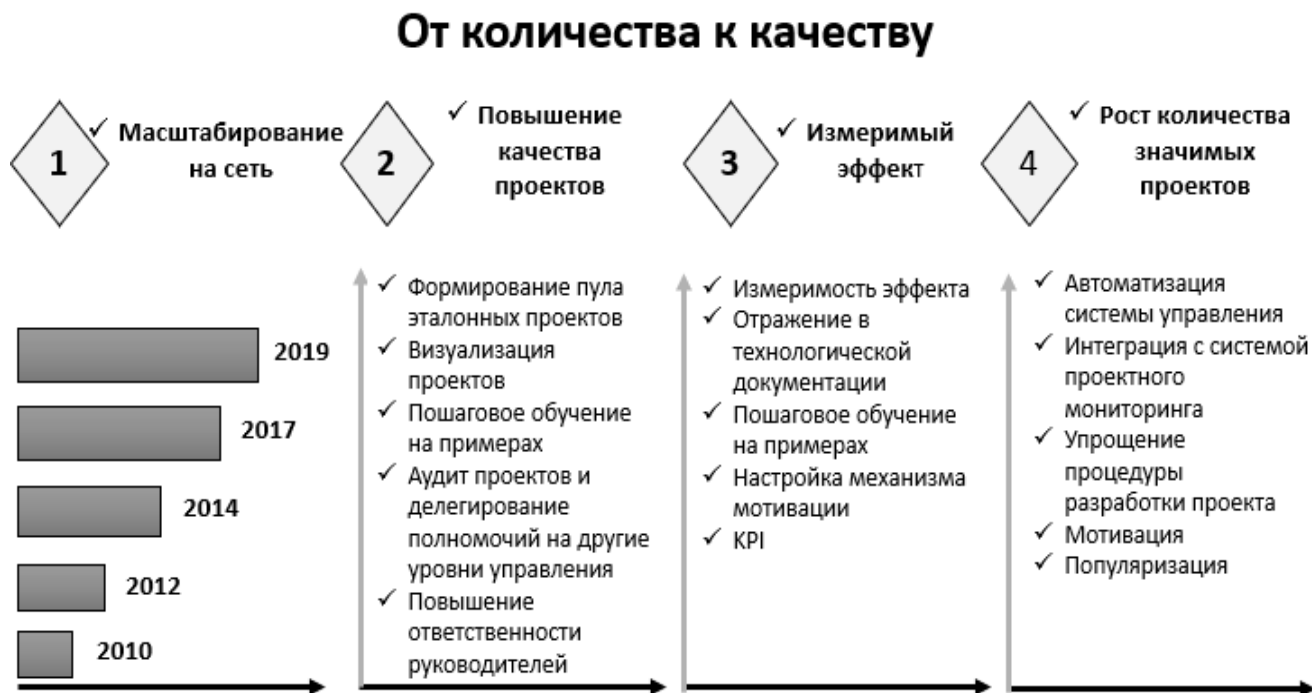 От количества к качеству
1
✓ Масштабирование
на сеть
2
✓ Повышение
качества
проектов
3
✓ Измеримый
эффект
4
✓ Рост количества
значимых
проектов
2019
2017
2014
2012
2010
✓ Формирование пула
эталонных проектов
✓ Визуализация
проектов
✓ Пошаговое обучение
на примерах
✓ Аудит проектов и
делегирование
полномочий на другие
уровни управления
✓ Повышение
ответственности
руководителей
✓ Измеримость эффекта
✓ Отражение в
технологической
документации
✓ Пошаговое обучение
на примерах
✓ Настройка механизма
мотивации
✓ KPI
✓ Автоматизация
системы управления
✓ Интеграция с системой
проектного
мониторинга
✓ Упрощение
процедуры
разработки проекта
✓ Мотивация
✓ Популяризация